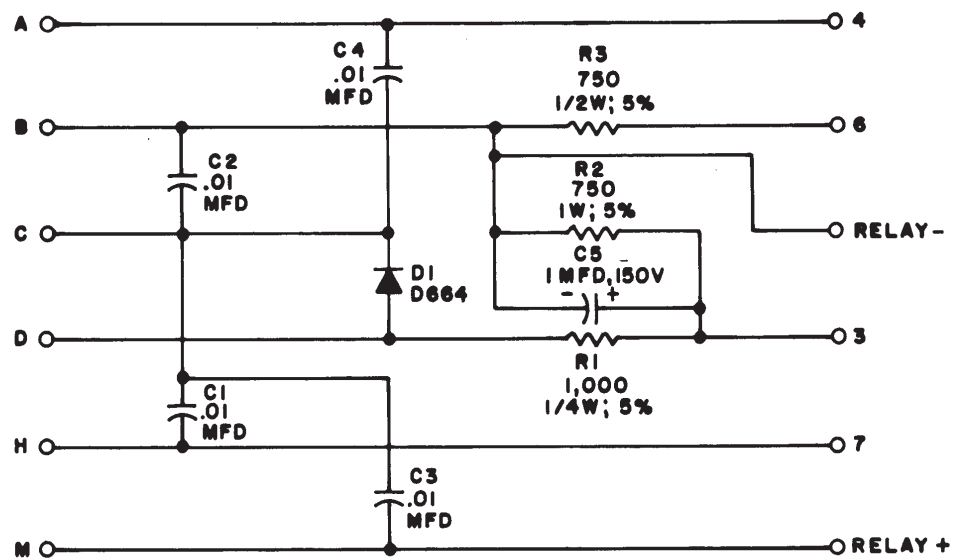 A
4
C4
.01
MFD
R3
750
1/2W; 5%
B
6
C2
.01
MFD
R2
750
1W; 5%
C
RELAY-
C5
1 MFD, 150V
- +
D1
D664
D
3
R1
1,000
1/4W; 5%
C1
.01
MFD
H
7
C3
.01
MFD
M
RELAY +